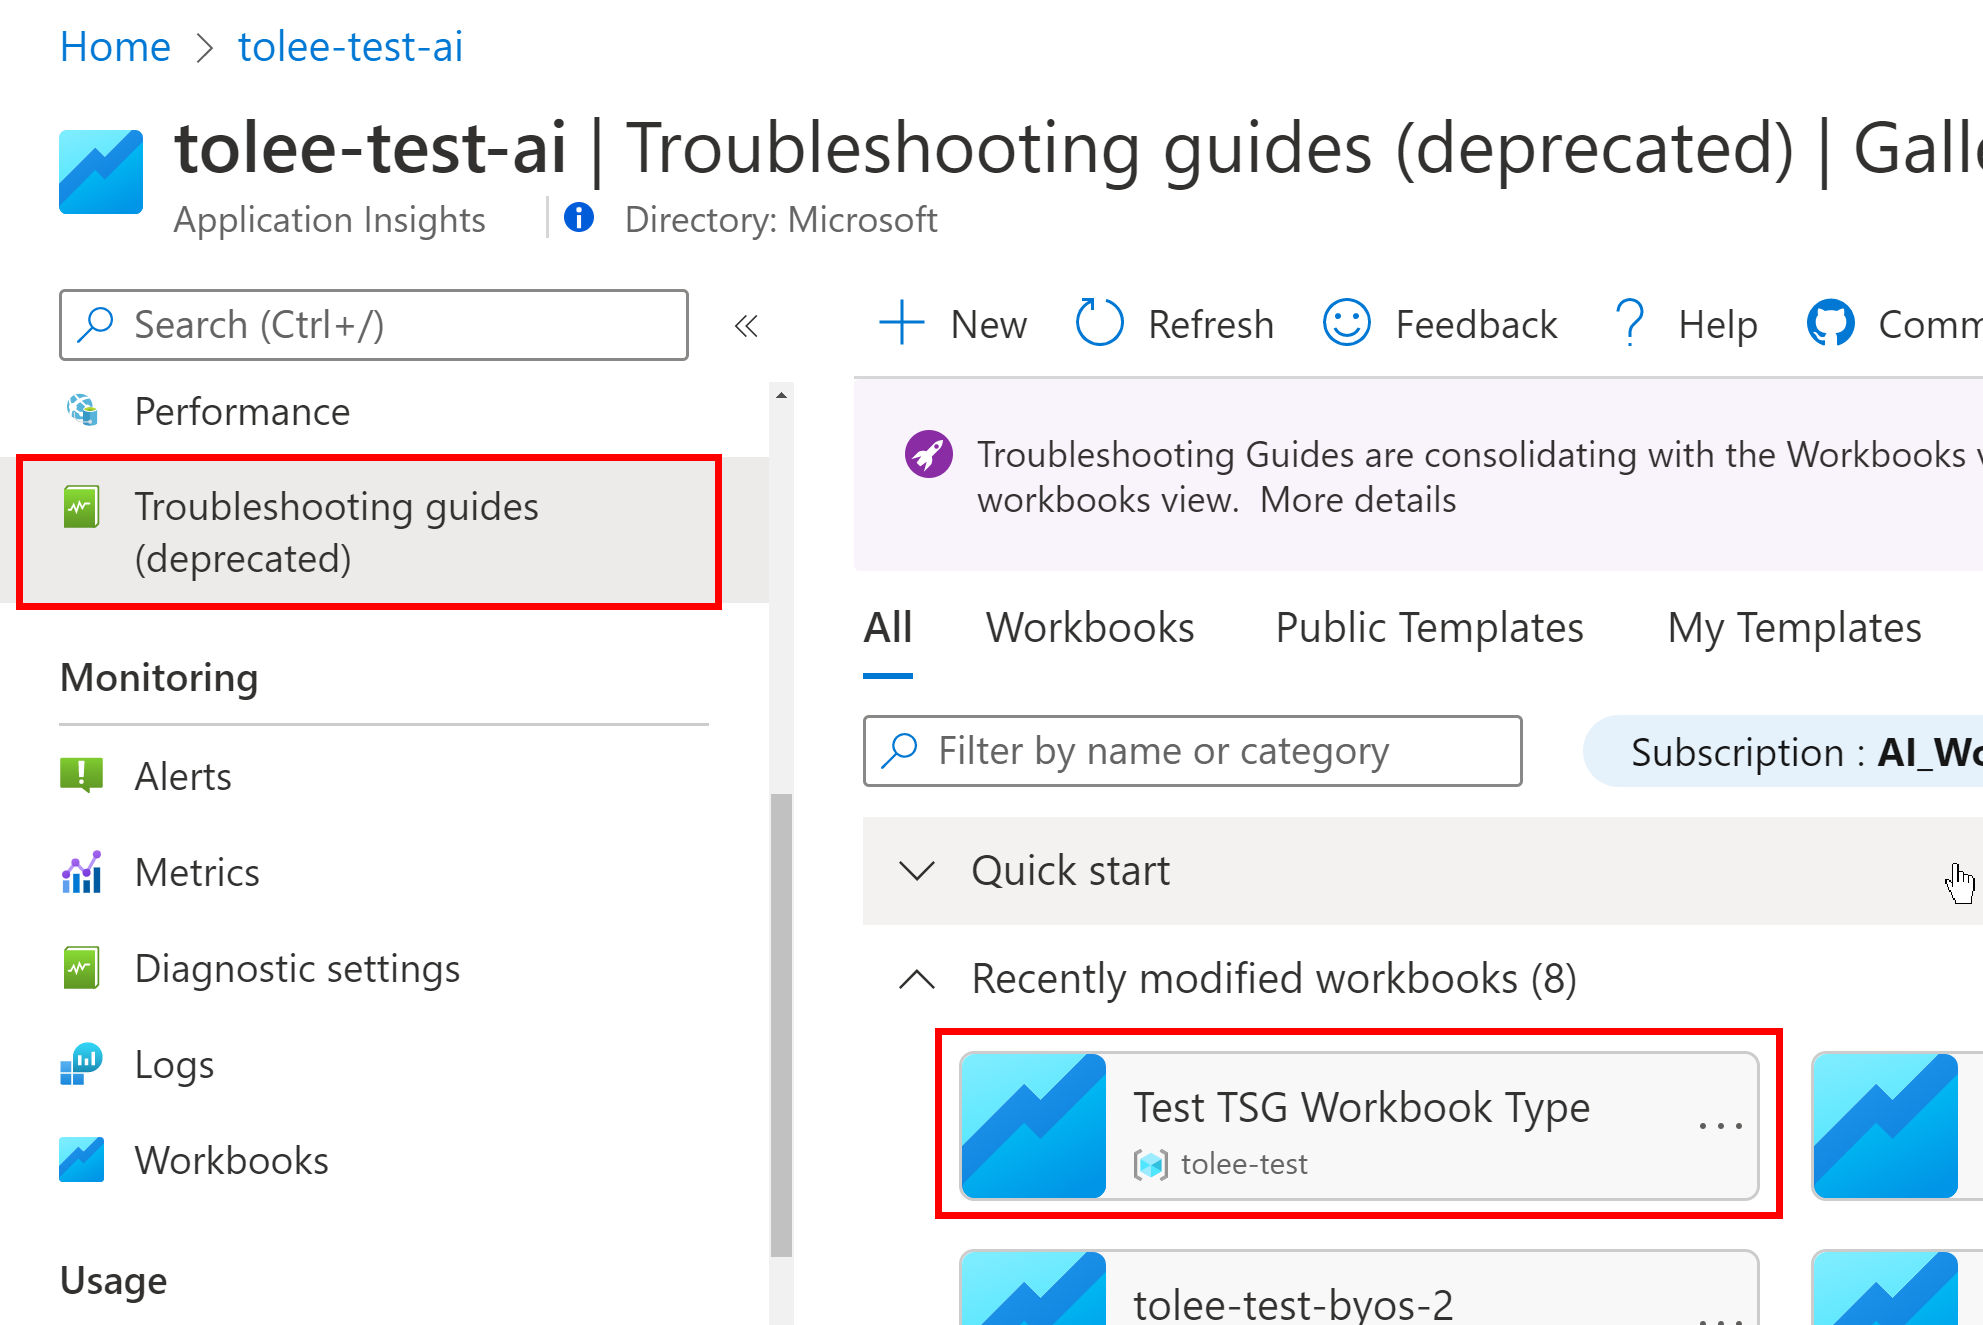 Home > tolee-test-ai
tolee-test-ai | Troubleshooting guides (deprecated) |
Application Insights
Directory: Microsoft
Search (Ctrl+/)
«
New
Refresh
Feedback
Help
Performance
Troubleshooting guides
(deprecated)
Monitoring
Alerts
Metrics
Diagnostic settings
Logs
Workbooks
Usage
Troubleshooting Guides are consolidating with the Workbooks
workbooks view. More details
All
Workbooks
Public Templates
My Templates
Filter by name or category
Subscription :
Quick start
Recently modified workbooks (8)
Test TSG Workbook Type
...
tolee-test
tolee-test-byos-2
...